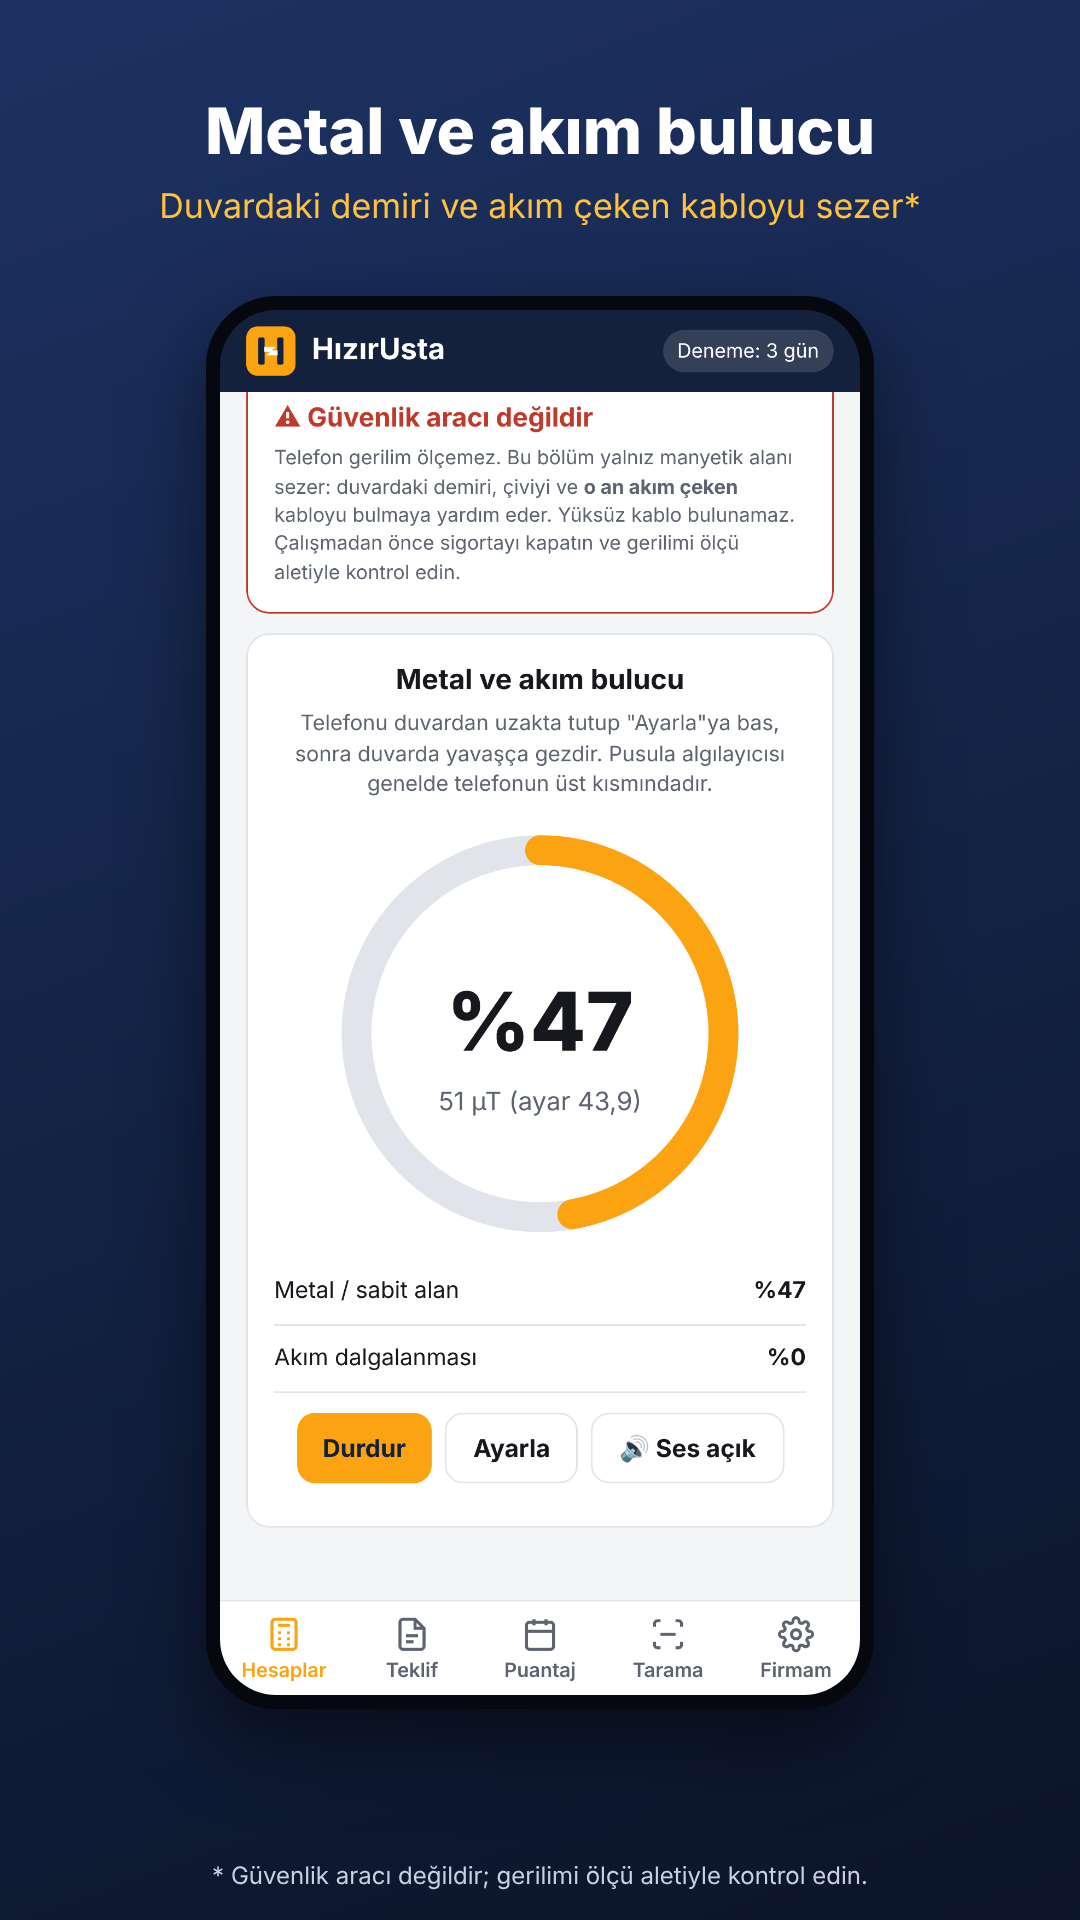 Metal ve akım bulucu
Duvardaki demiri ve akım çeken kabloyu sezer*
H HızırUsta
Deneme: 3 gün
⚠ Güvenlik aracı değildir
Telefon gerilim ölçemez. Bu bölüm yalnız manyetik alanı
sezer: duvardaki demiri, çiviyi ve o an akım çeken
kabloyu bulmaya yardım eder. Yüksüz kablo bulunamaz.
Çalışmadan önce sigortayı kapatın ve gerilimi ölçü
aletiyle kontrol edin.
Metal ve akım bulucu
Telefonu duvardan uzakta tutup "Ayarla"ya bas,
sonra duvarda yavaşça gezdir. Pusula algılayıcısı
genelde telefonun üst kısmındadır.
%47
51 µT (ayar 43,9)
Metal / sabit alan %47
Akım dalgalanması %0
Durdur Ayarla 🔊 Ses açık
Hesaplar Teklif Puantaj Tarama Firmam
* Güvenlik aracı değildir; gerilimi ölçü aletiyle kontrol edin.